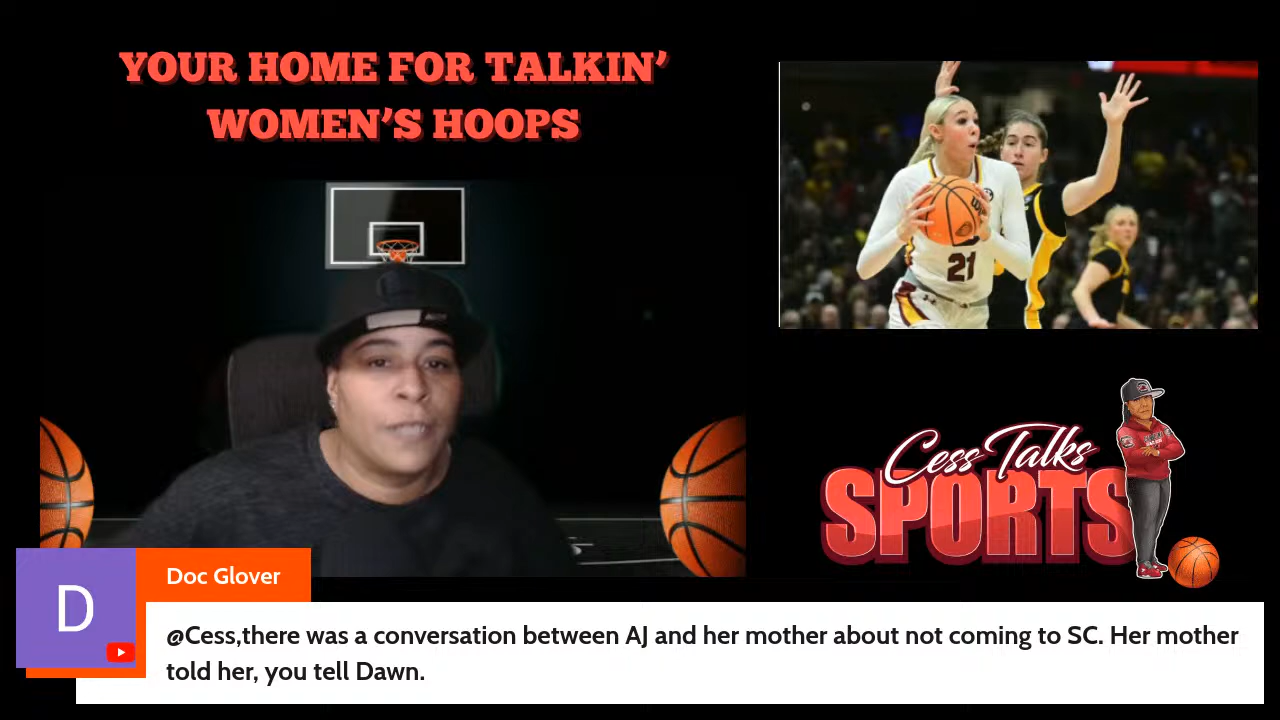 YOUR HOME FOR TALKIN'
WOMEN'S HOOPS
21
Cess Talks
SPORTS
D
Doc Glover
@Cess,there was a conversation between AJ and her mother about not coming to SC. Her mother
told her, you tell Dawn.